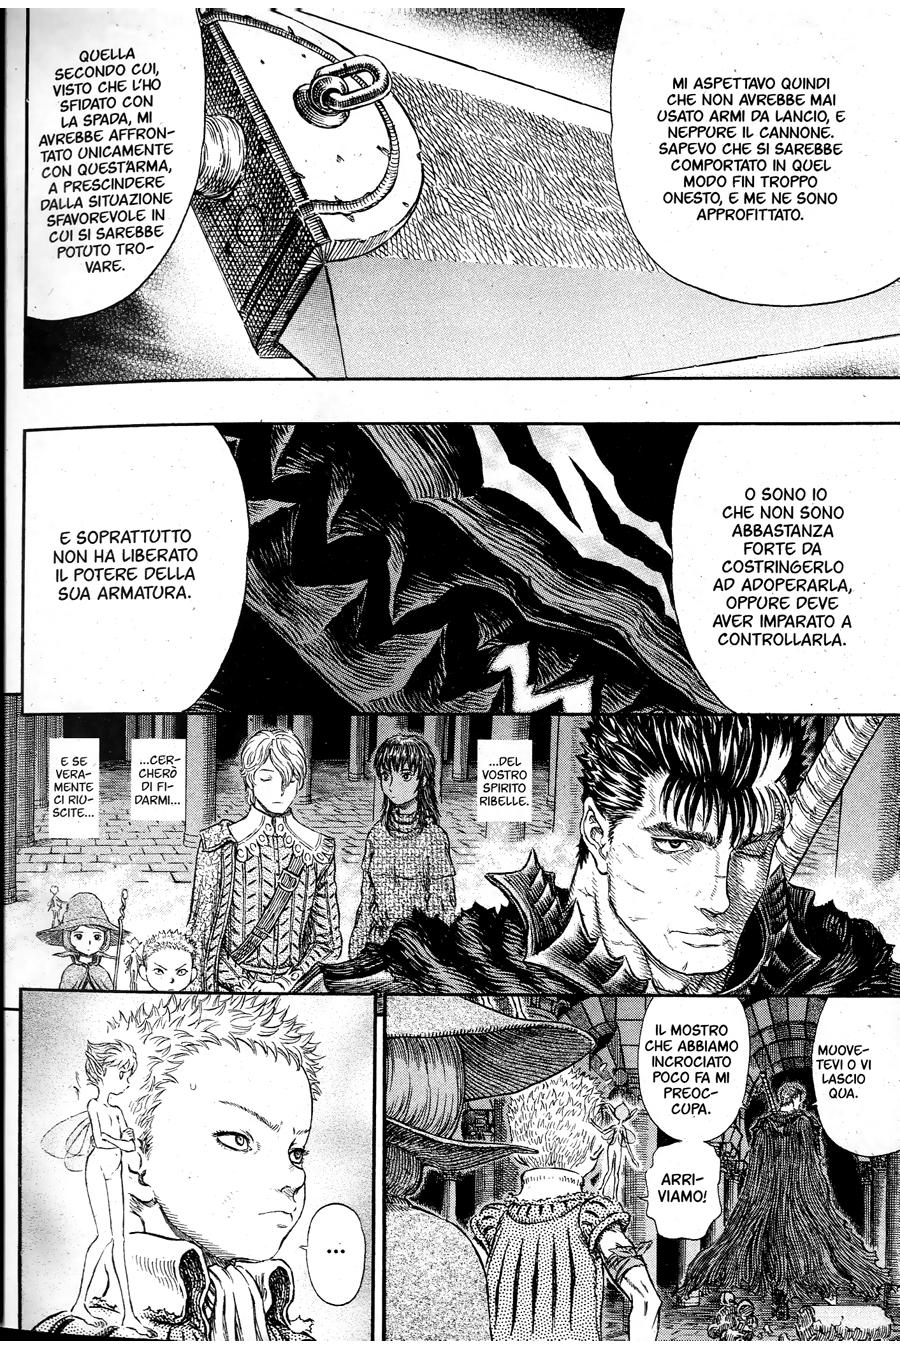 MI ASPETTAVO QUINDI
CHE NON AVREBBE MAI
USATO ARMI DA LANCIO, E
NEPPURE IL CANNONE.
SAPEVO CHE SI SAREBBE
COMPORTATO IN QUEL
MODO FIN TROPPO
ONESTO, E ME NE SONO
APPROFITTATO.
QUELLA
SECONDO CUI,
VISTO CHE L'HO
SFIDATO CON
LA SPADA, MI
AVREBBE AFFRON-
TATO UNICAMENTE
CON QUEST'ARMA,
A PRESCINDERE
DALLA SITUAZIONE
SFAVOREVOLE IN
CUI SI SAREBBE
POTUTO TRO-
VARE.
O SONO IO
CHE NON SONO
ABBASTANZA
FORTE DA
COSTRINGERLO
AD ADOPERARLA,
OPPURE DEVE
AVER IMPARATO A
CONTROLLARLA.
E SOPRATTUTTO
NON HA LIBERATO
IL POTERE DELLA
SUA ARMATURA.
...DEL
VOSTRO
SPIRITO
RIBELLE.
...CER-
CHERÒ
DI FI-
DARMI...
E SE
VERA-
MENTE
CI RIU-
SCITE...
MUOVE-
TEVI O VI
LASCIO
QUA.
IL MOSTRO
CHE ABBIAMO
INCROCIATO
POCO FA MI
PREOC-
CUPA.
ARRI-
VIAMO!
...